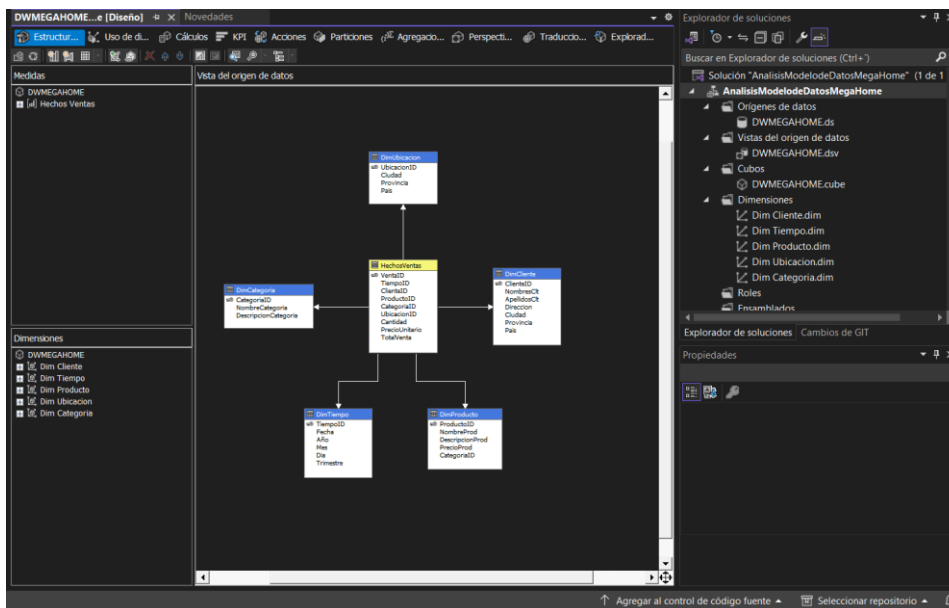 DWMEGAHOME...e [Diseño]
Novedades
Estructur...
Uso de di...
Cálculos
KPI
Acciones
Particiones
Agregacio...
Perspecti...
Traduccio...
Explorad...
Medidas
DWMEGAHOME
Hechos Ventas
Dimensiones
DWMEGAHOME
Dim Cliente
Dim Tiempo
Dim Producto
Dim Ubicacion
Dim Categoria
Vista del origen de datos
DimUbicacion
UbicacionID
Ciudad
Provincia
Pais
HechosVentas
VentaID
TiempoID
ClienteID
ProductoID
CategoriaID
UbicacionID
Cantidad
PrecioUnitario
TotalVenta
DimCategoria
CategoriaID
NombreCategoria
DescripcionCategoria
DimCliente
ClienteID
NombresClt
ApelidosClt
Direccion
Ciudad
Provincia
Pais
DimTiempo
TiempoID
Fecha
Año
Mes
Dia
Trimestre
DimProducto
ProductoID
NombreProd
DescripcionProd
PrecioProd
CategoriaID
Explorador de soluciones
Buscar en Explorador de soluciones (Ctrl+´)
Solución "AnalisisModelodeDatosMegaHome" (1 de 1
AnalisisModelodeDatosMegaHome
Orígenes de datos
DWMEGAHOME.ds
Vistas del origen de datos
DWMEGAHOME.dsv
Cubos
DWMEGAHOME.cube
Dimensiones
Dim Cliente.dim
Dim Tiempo.dim
Dim Producto.dim
Dim Ubicacion.dim
Dim Categoria.dim
Roles
Ensamblados
Explorador de soluciones
Cambios de GIT
Propiedades
Agregar al control de código fuente
Seleccionar repositorio